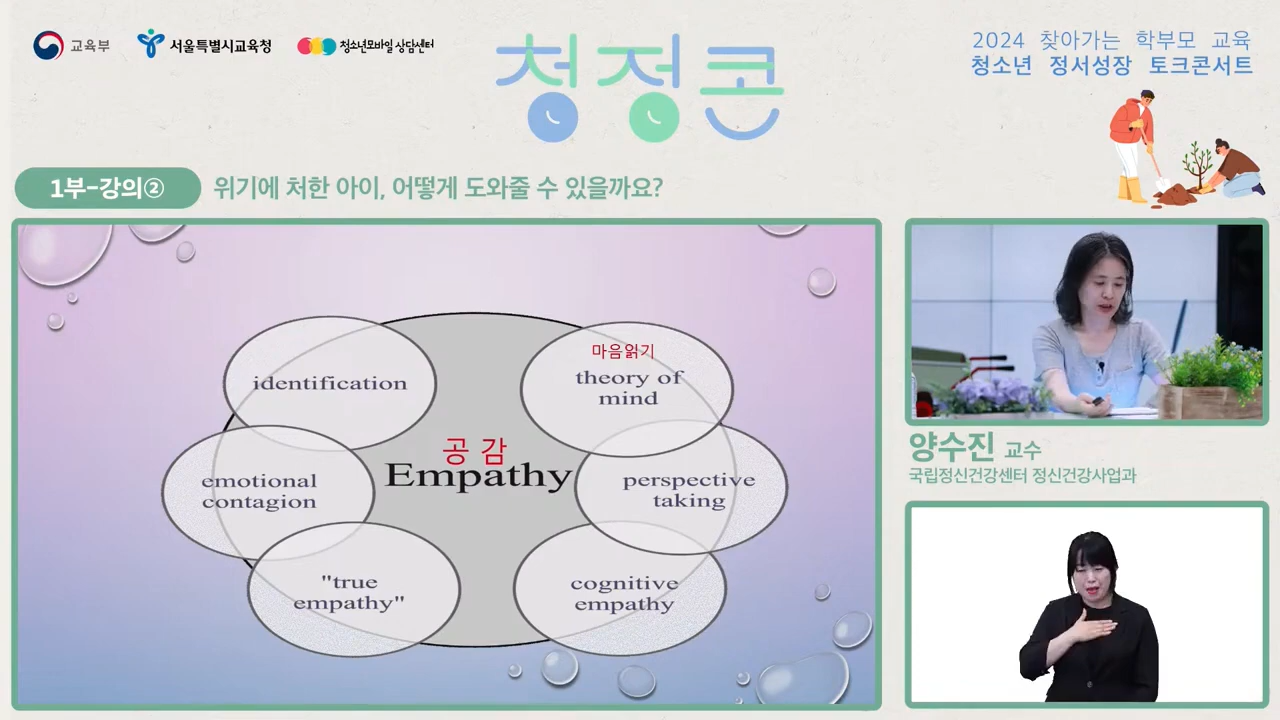 교육부
서울특별시교육청
청소년모바일 상담센터
청정콘
2024 찾아가는 학부모 교육
청소년 정서성장 토크콘서트
1부-강의②
위기에 처한 아이, 어떻게 도와줄 수 있을까요?
identification
마음읽기
theory of
mind
공 감
Empathy
emotional
contagion
perspective
taking
"true
empathy"
cognitive
empathy
양수진 교수
국립정신건강센터 정신건강사업과